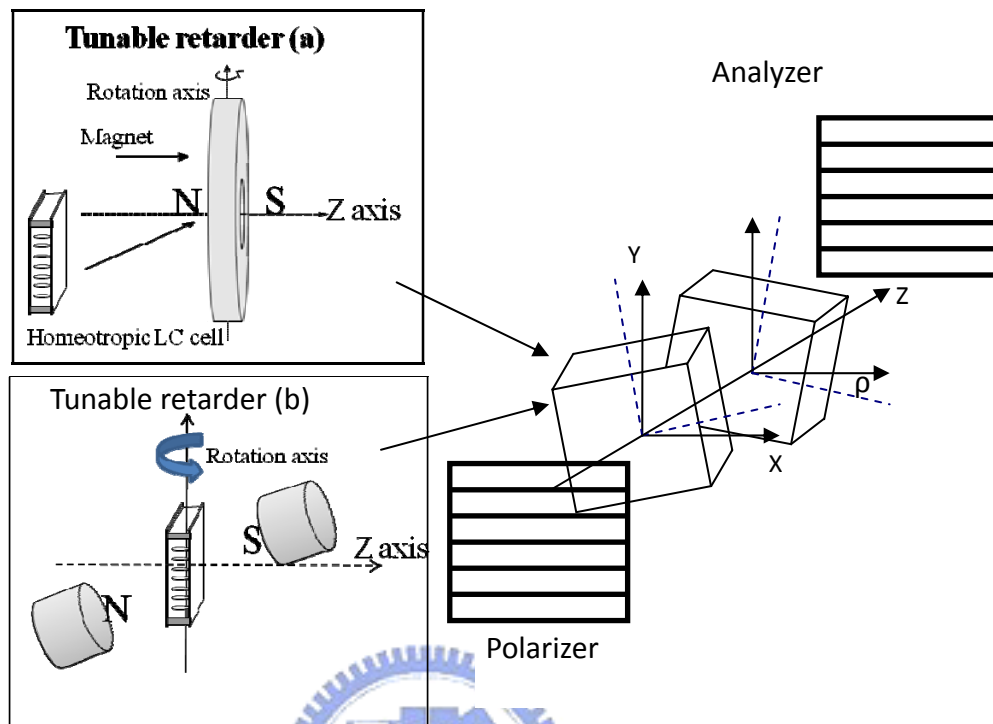 Tunable retarder (a)
Rotation axis
Magnet
N
S
Z axis
Homeotropic LC cell
Tunable retarder (b)
Rotation axis
S
Z axis
N
Analyzer
Y
Z
ρ
X
Polarizer